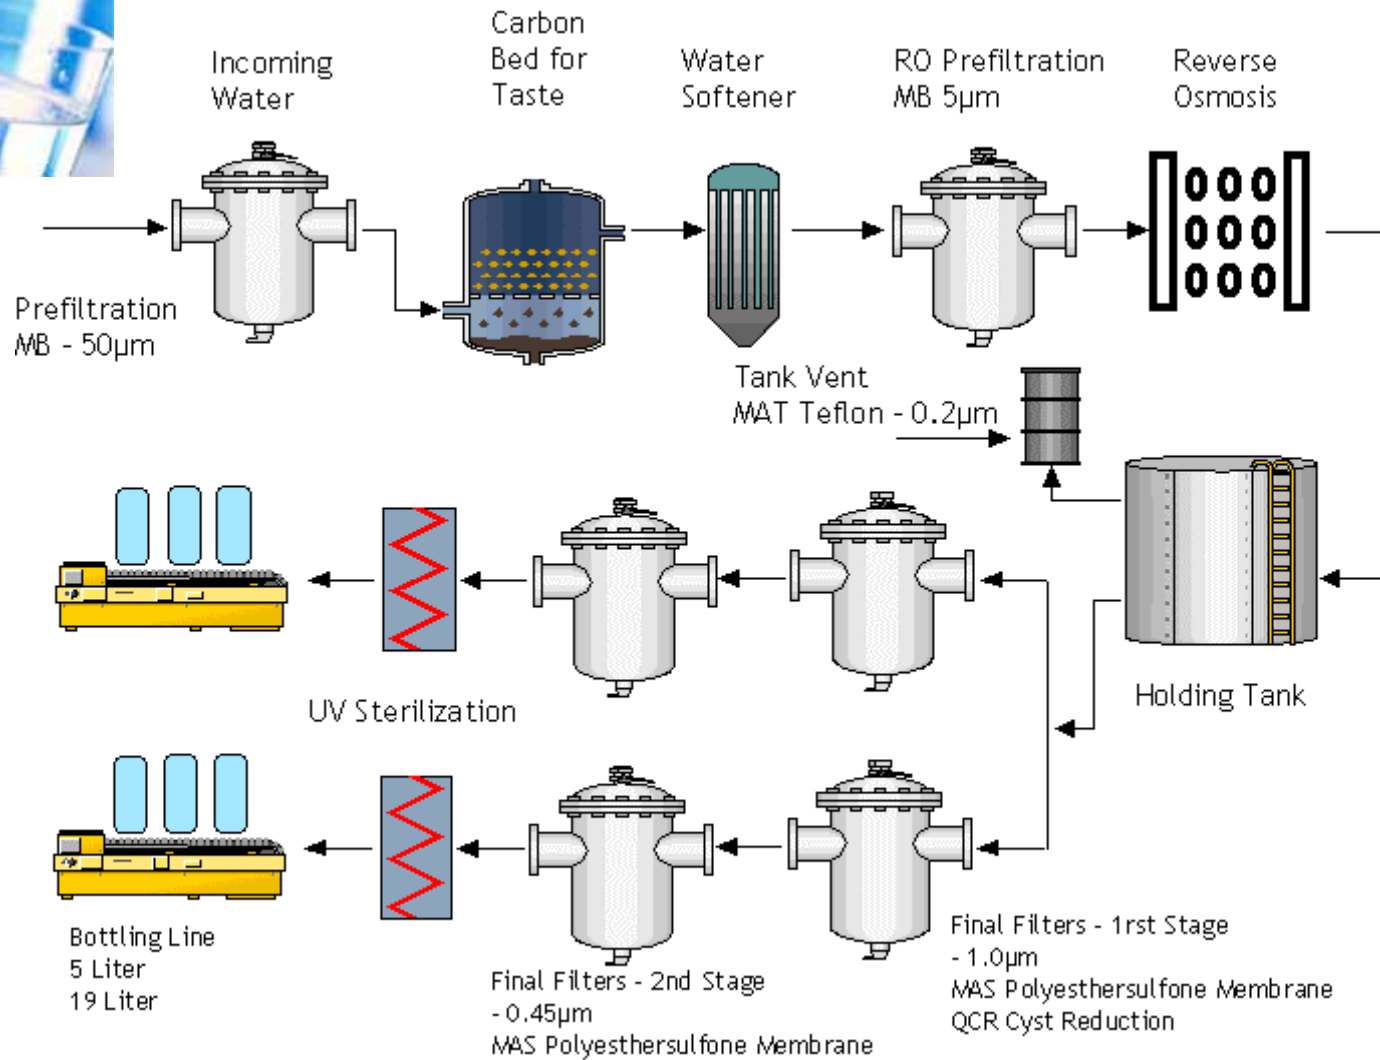 Incoming
Water
Carbon
Bed for
Taste
Water
Softener
RO Prefiltration
MB 5µm
Reverse
Osmosis
Prefiltration
MB - 50µm
Tank Vent
MAT Teflon - 0.2µm
Holding Tank
UV Sterilization
Bottling Line
5 Liter
19 Liter
Final Filters - 2nd Stage
- 0.45µm
MAS Polyesthersulfone Membrane
Final Filters - 1rst Stage
- 1.0µm
MAS Polyesthersulfone Membrane
QCR Cyst Reduction